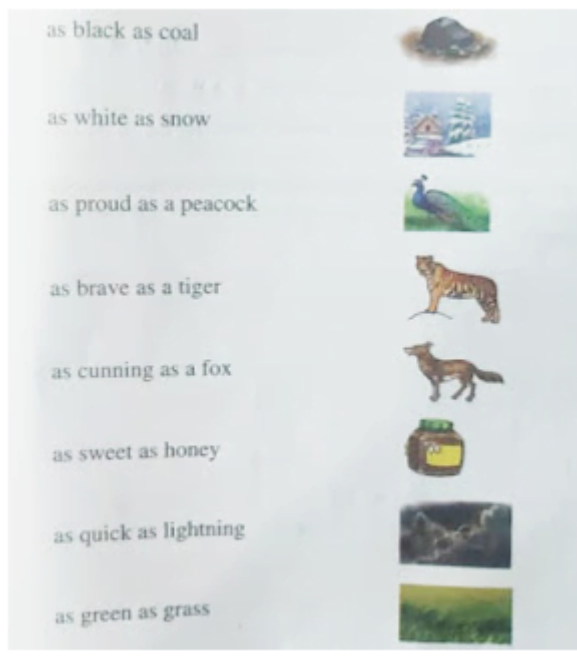 as black as coal
as white as snow
as proud as a peacock
as brave as a tiger
as cunning as a fox
as sweet as honey
as quick as lightning
as green as grass